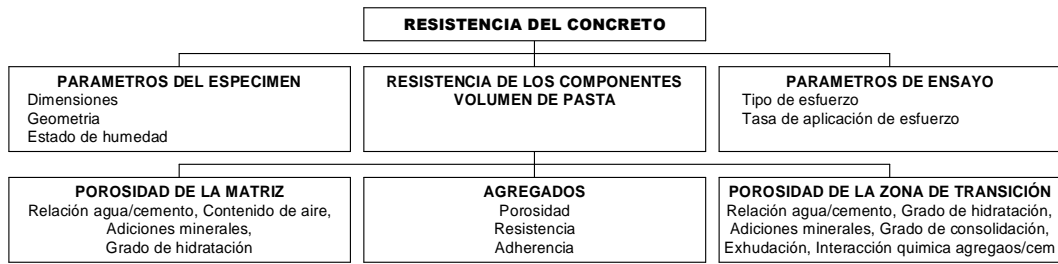 RESISTENCIA DEL CONCRETO
PARAMETROS DEL ESPECIMEN
Dimensiones
Geometria
Estado de humedad
RESISTENCIA DE LOS COMPONENTES
VOLUMEN DE PASTA
PARAMETROS DE ENSAYO
Tipo de esfuerzo
Tasa de aplicación de esfuerzo
POROSIDAD DE LA MATRIZ
Relación agua/cemento, Contenido de aire,
Adiciones minerales,
Grado de hidratación
AGREGADOS
Porosidad
Resistencia
Adherencia
POROSIDAD DE LA ZONA DE TRANSICIÓN
Relación agua/cemento, Grado de hidratación,
Adiciones minerales, Grado de consolidación,
Exhudación, Interacción quimica agregaos/cem